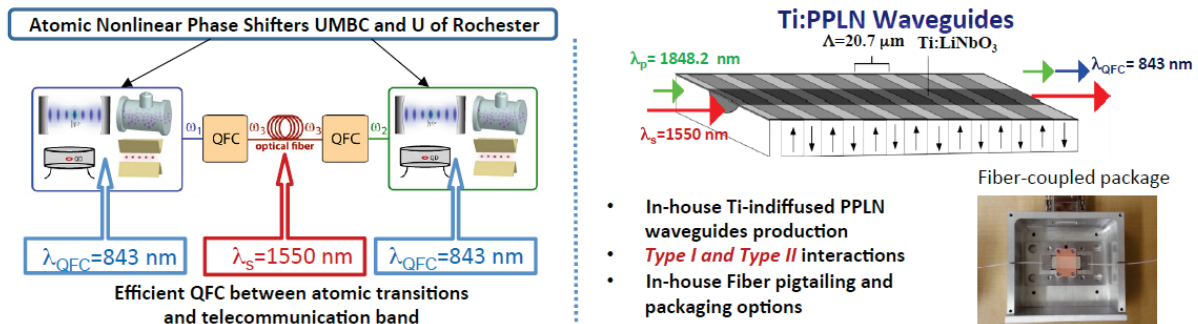 Atomic Nonlinear Phase Shifters UMBC and U of Rochester
ω1 QFC ω3 ω3 QFC ω2
optical fiber
QD
QD
λQFC=843 nm
λs=1550 nm
λQFC=843 nm
Efficient QFC between atomic transitions
and telecommunication band
Ti:PPLN Waveguides
Λ=20.7 μm Ti:LiNbO3
λp= 1848.2 nm
λQFC= 843 nm
λs=1550 nm
Fiber-coupled package
• In-house Ti-indiffused PPLN
waveguides production
• Type I and Type II interactions
• In-house Fiber pigtailing and
packaging options